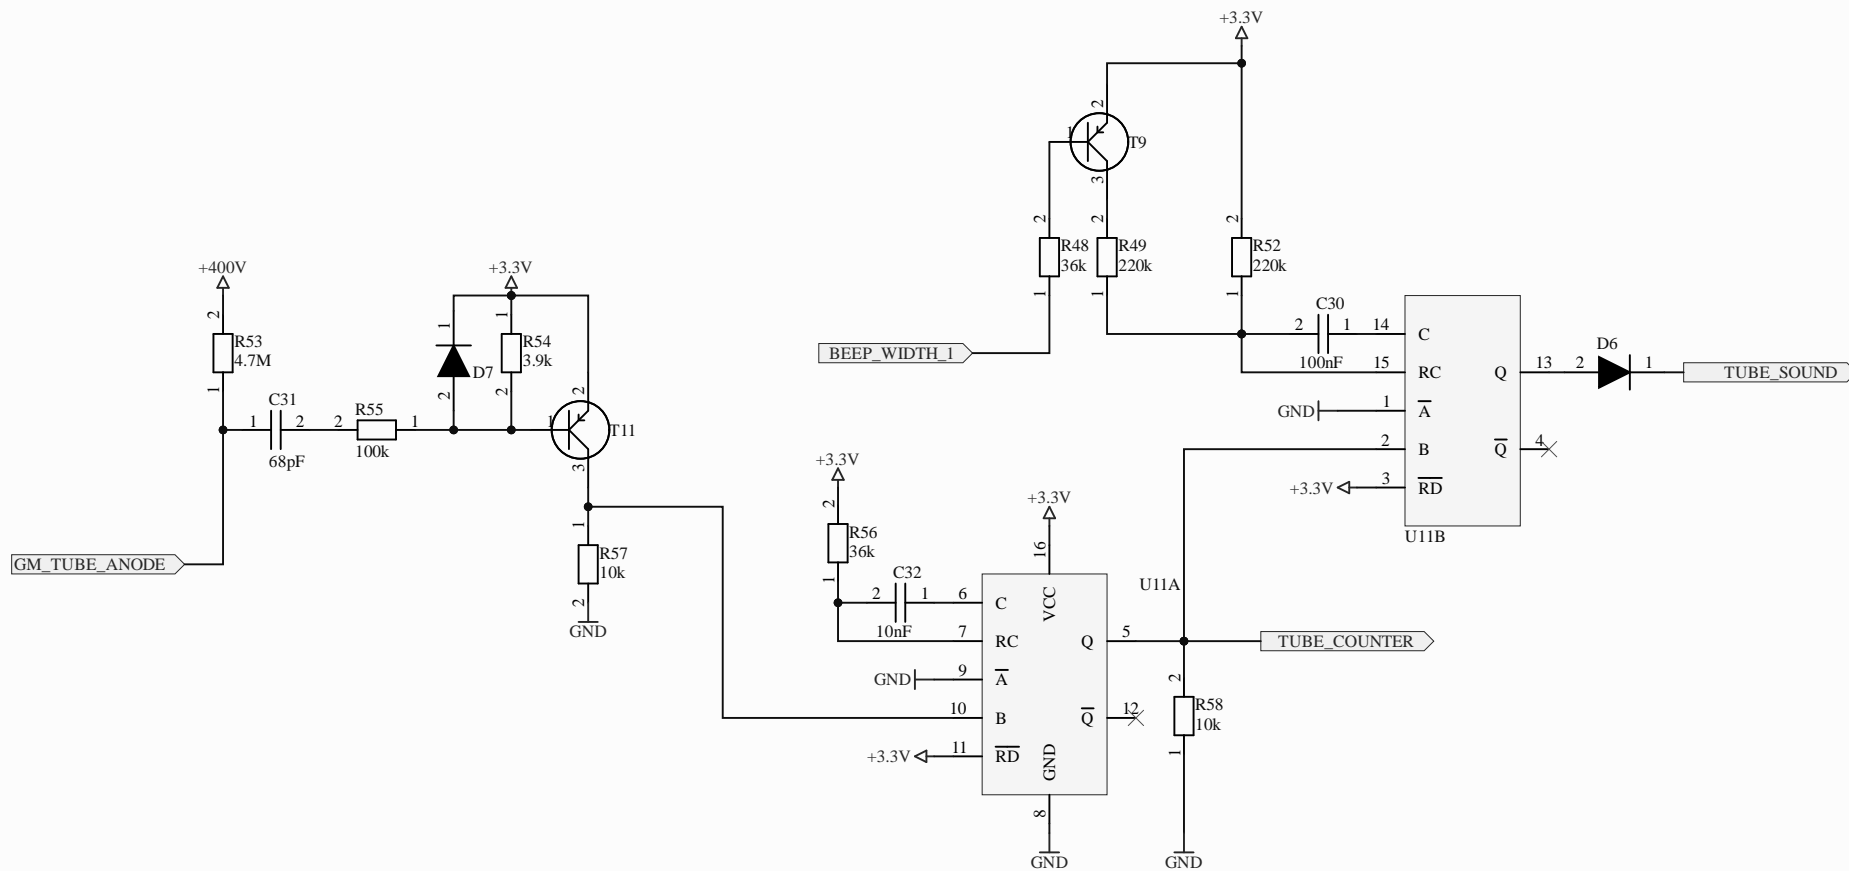 +3.3V
2
1
T9
3
2
R48
36k
1
2
R49
220k
1
2
R52
220k
1
BEEP_WIDTH_1
C30
2
1
100nF
14
C
15
RC
1
A
GND
2
B
3
RD
+3.3V
Q
13
Q
4
U11B
D6
2
1
TUBE_SOUND
+400V
2
R53
4.7M
1
C31
1
2
68pF
R55
2
1
100k
+3.3V
1
D7
2
1
R54
3.9k
2
2
1
T11
3
1
R57
10k
2
GND
GM_TUBE_ANODE
+3.3V
2
R56
36k
1
C32
2
1
10nF
6
C
7
RC
GND
9
A
10
B
+3.3V
11
RD
+3.3V
16
VCC
U11A
Q
5
Q
12
GND
8
GND
TUBE_COUNTER
2
R58
10k
1
GND